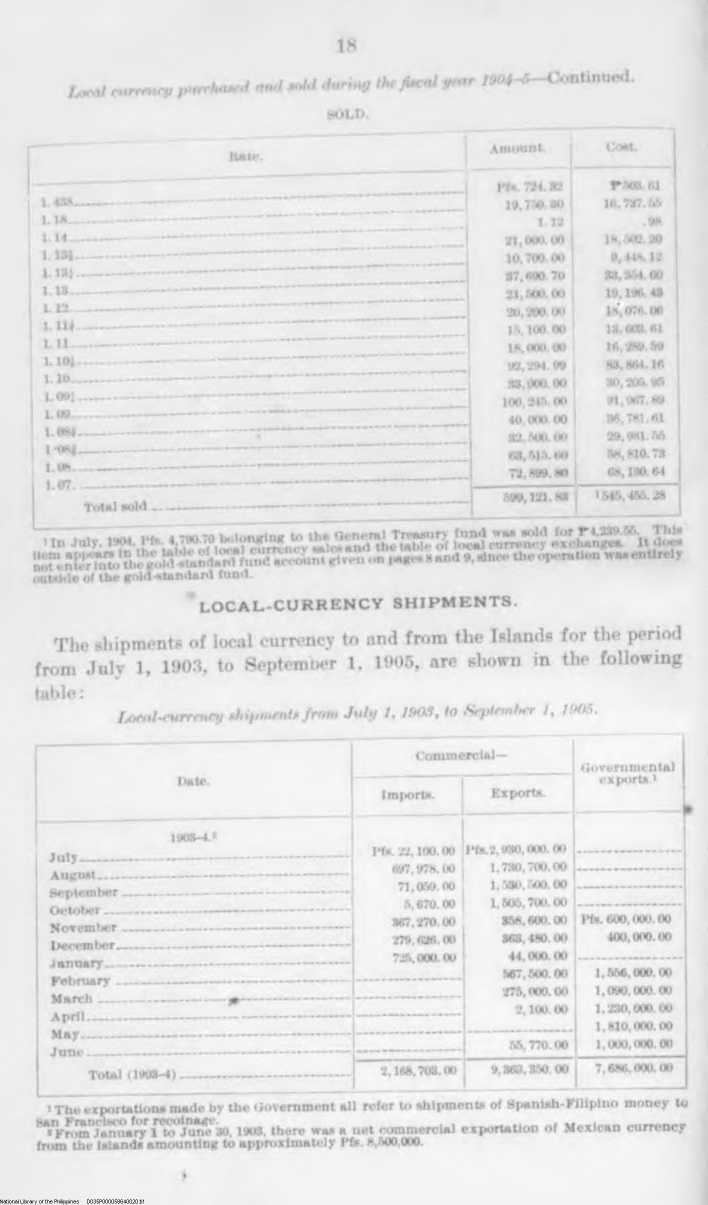 18
Local currency purchased and sold during the fiscal year 1904-5—Continued.
SOLD.
Rate. Amount. Cost.
1.438 Pfs. 724.32 ₱503.61
1.18 19,750.30 16,737.55
1.14 1.12 .98
1.13½ 21,000.00 18,502.20
1.13¼ 10,700.00 9,448.12
1.13 37,690.70 33,354.60
1.12 21,500.00 19,196.43
1.11¾ 20,200.00 18,076.06
1.11 15,100.00 13,603.61
1.10½ 18,000.00 16,289.59
1.10 92,294.99 83,864.16
1.09¼ 33,000.00 30,205.95
1.09 100,245.00 91,967.89
1.08¾ 40,000.00 36,781.61
32,500.00 29,981.55
1.08 63,515.60 58,810.73
1.07 72,899.80 68,130.64
Total sold 599,121.83 ¹545,455.28
¹ In July, 1904, Pfs. 4,790.70 belonging to the General Treasury fund was sold for ₱4,239.55. This
item appears in the table of local currency sales and the table of local currency exchanges. It does
not enter into the gold-standard fund account given on pages 8 and 9, since the operation was entirely
outside of the gold-standard fund.
LOCAL-CURRENCY SHIPMENTS.
The shipments of local currency to and from the Islands for the period
from July 1, 1903, to September 1, 1905, are shown in the following
table:
Local-currency shipments from July 1, 1903, to September 1, 1905.
Date. Commercial— Governmental exports.¹
Imports. Exports.
1903-4.²
July Pfs. 22,100.00 Pfs. 2,930,000.00
August 697,978.00 1,730,700.00
September 71,059.00 1,530,500.00
October 5,670.00 1,505,700.00
November 367,270.00 358,600.00 Pfs. 600,000.00
December 279,626.00 363,480.00 400,000.00
January 725,000.00 44,000.00
February 567,500.00 1,556,000.00
March 275,000.00 1,090,000.00
April 2,100.00 1,230,000.00
May 1,810,000.00
June 55,770.00 1,000,000.00
Total (1903-4) 2,168,703.00 9,363,350.00 7,686,000.00
¹ The exportations made by the Government all refer to shipments of Spanish-Filipino money to
San Francisco for recoinage.
² From January 1 to June 30, 1903, there was a net commercial exportation of Mexican currency
from the Islands amounting to approximately Pfs. 8,500,000.
National Library of the Philippines